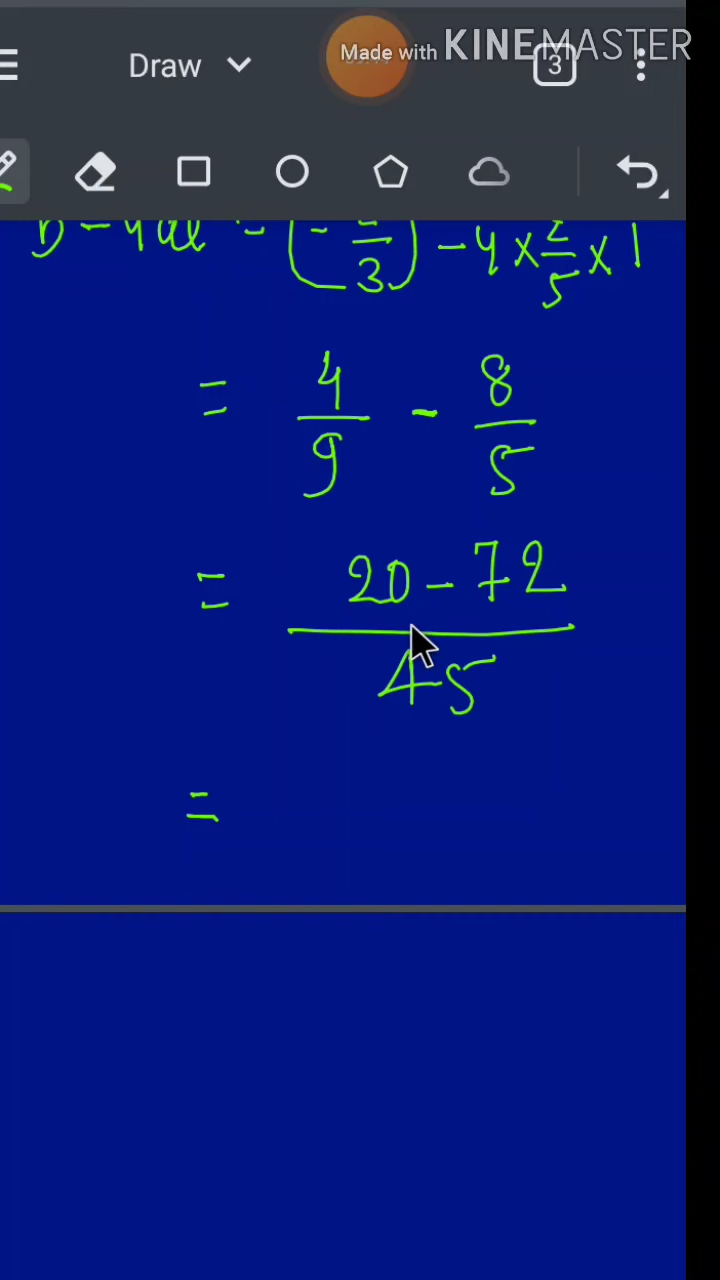 Made with KINEMASTER
Draw 3
= 4/9 - 8/5
= 20-72/45
=